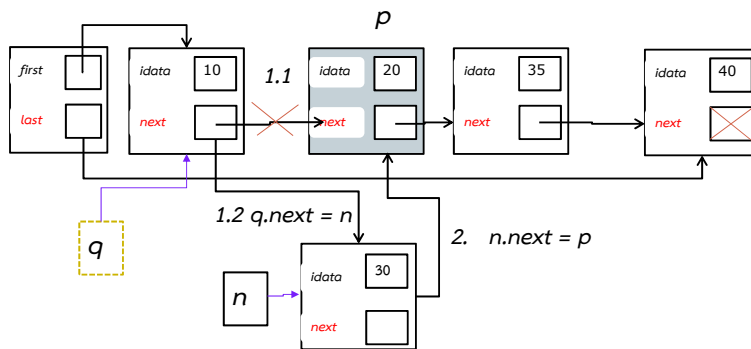 p
first
last
idata 10
next
1.1
idata 20
next
idata 35
next
idata 40
next
q
1.2 q.next = n
2. n.next = p
n
idata 30
next